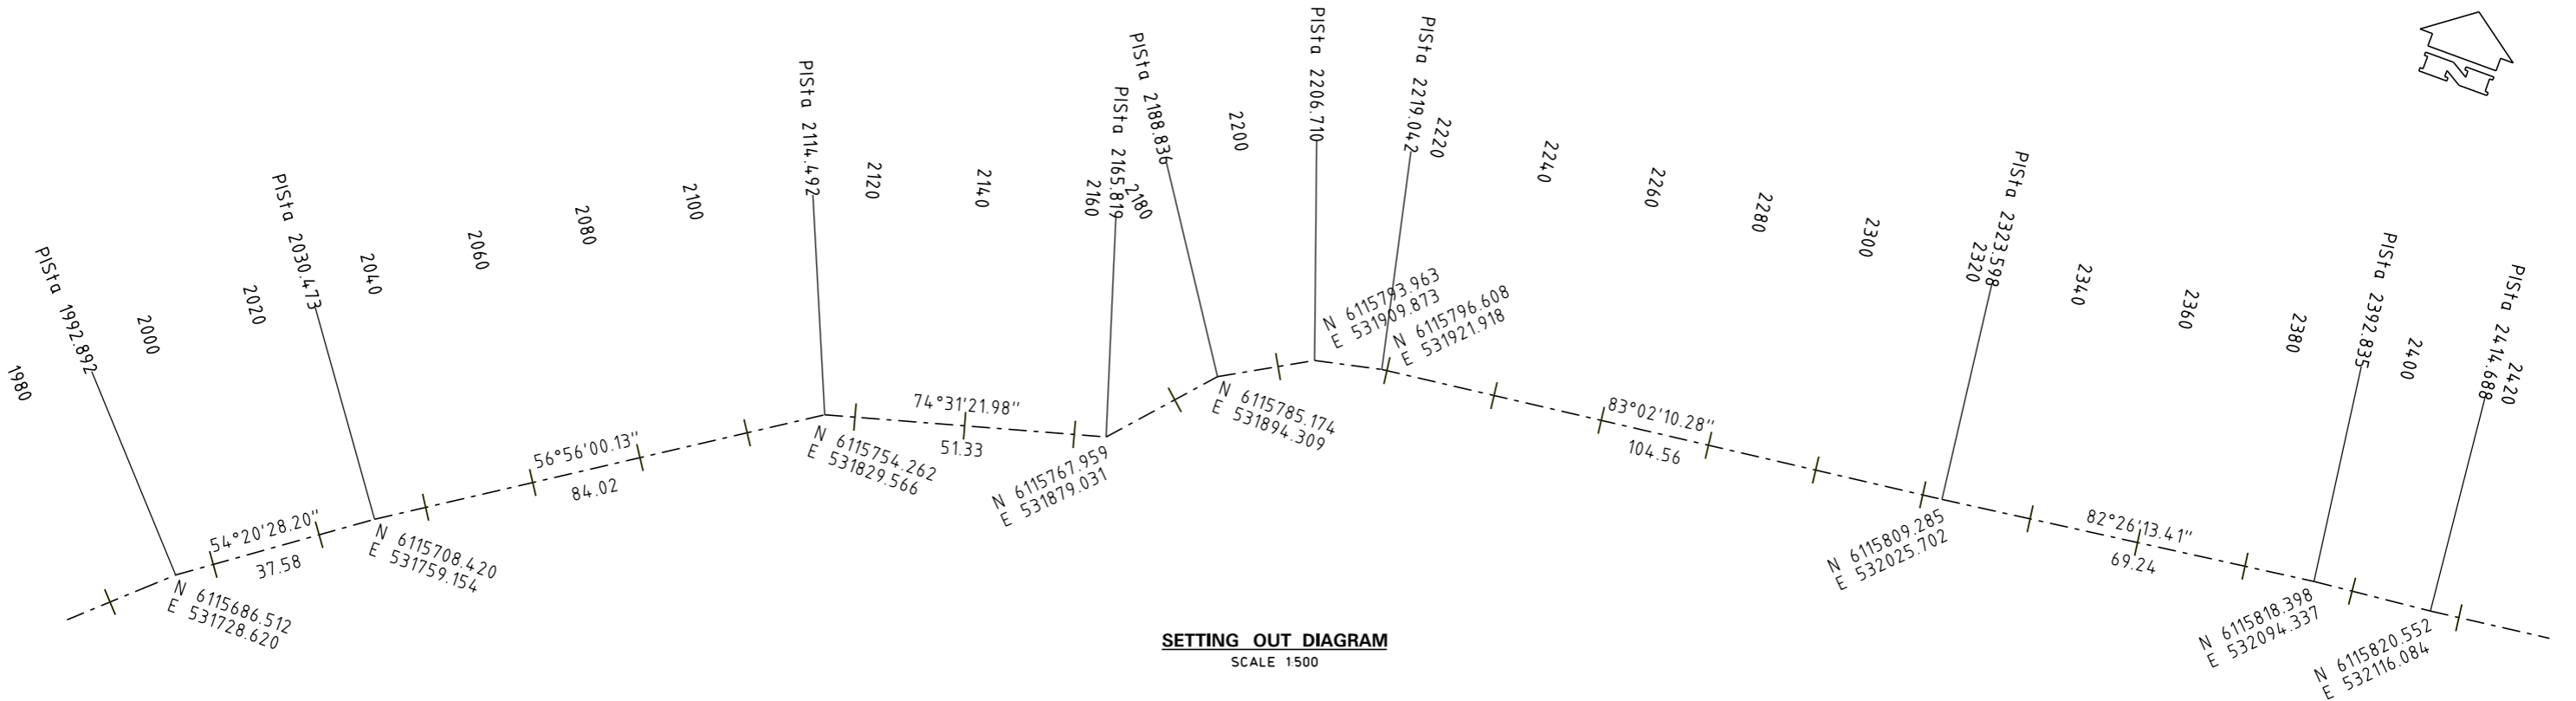 PISta 1992.892
PISta 2030.473
PISta 2114.492
PISta 2165.819
PISta 2188.836
PISta 2206.710
PISta 2219.042
PISta 2323.598
PISta 2392.835
PISta 2414.688
1980
2000
2020
2040
2060
2080
2100
2120
2140
2160
2180
2200
2220
2240
2260
2280
2300
2320
2340
2360
2380
2400
2420
54°20'28.20"
37.58
56°56'00.13"
84.02
74°31'21.98"
51.33
83°02'10.28"
104.56
82°26'13.41"
69.24
N 6115686.512
E 531728.620
N 6115708.420
E 531759.154
N 6115754.262
E 531829.566
N 6115767.959
E 531879.031
N 6115785.174
E 531894.309
N 6115793.963
E 531909.873
N 6115796.608
E 531921.918
N 6115809.285
E 532025.702
N 6115818.398
E 532094.337
N 6115820.552
E 532116.084
N
SETTING OUT DIAGRAM
SCALE 1:500